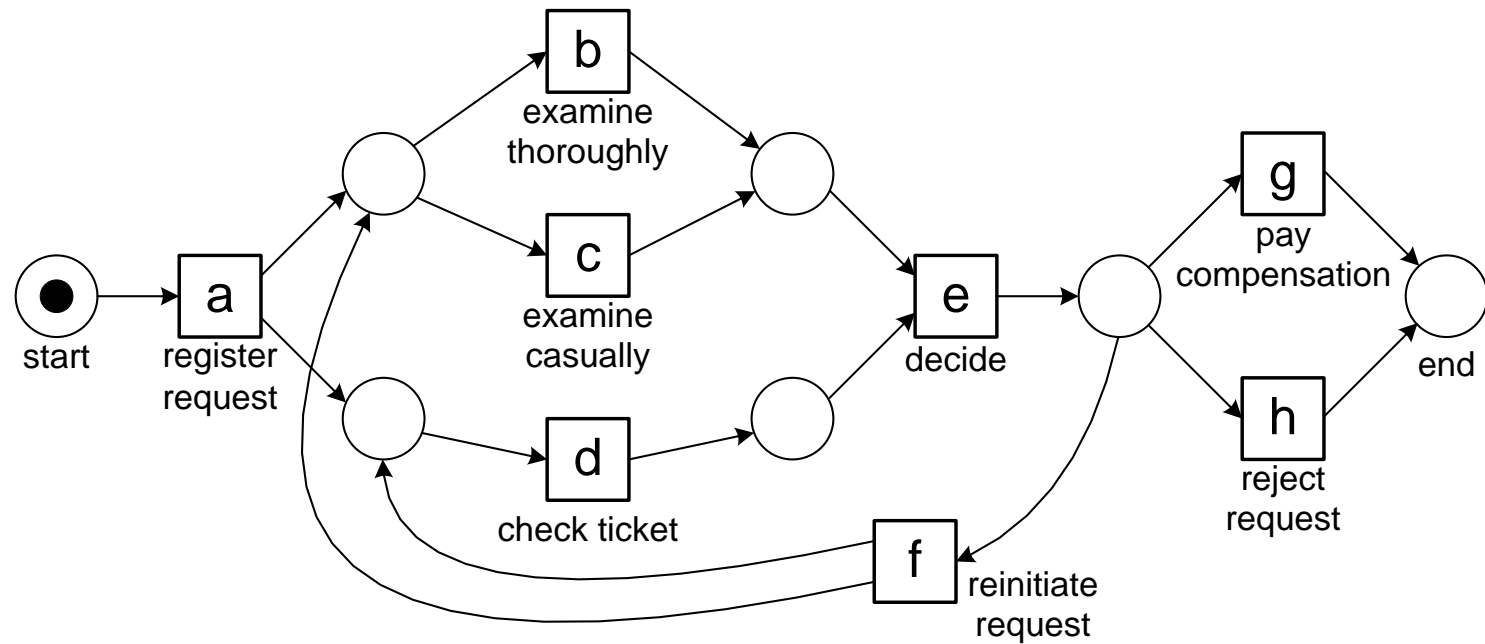 b
examine
thoroughly
g
pay
compensation
c
examine
casually
start
a
register
request
e
decide
end
d
check ticket
h
reject
request
f
reinitiate
request